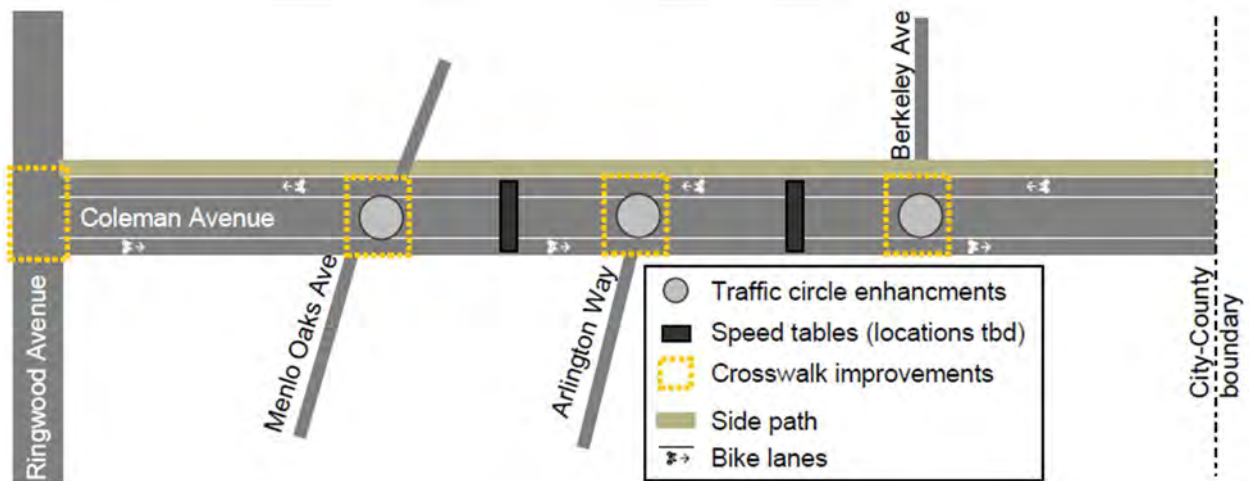 Berkeley Ave
Coleman Avenue
Ringwood Avenue
Menlo Oaks Ave
Arlington Way
City-County
boundary
Traffic circle enhancments
Speed tables (locations tbd)
Crosswalk improvements
Side path
Bike lanes